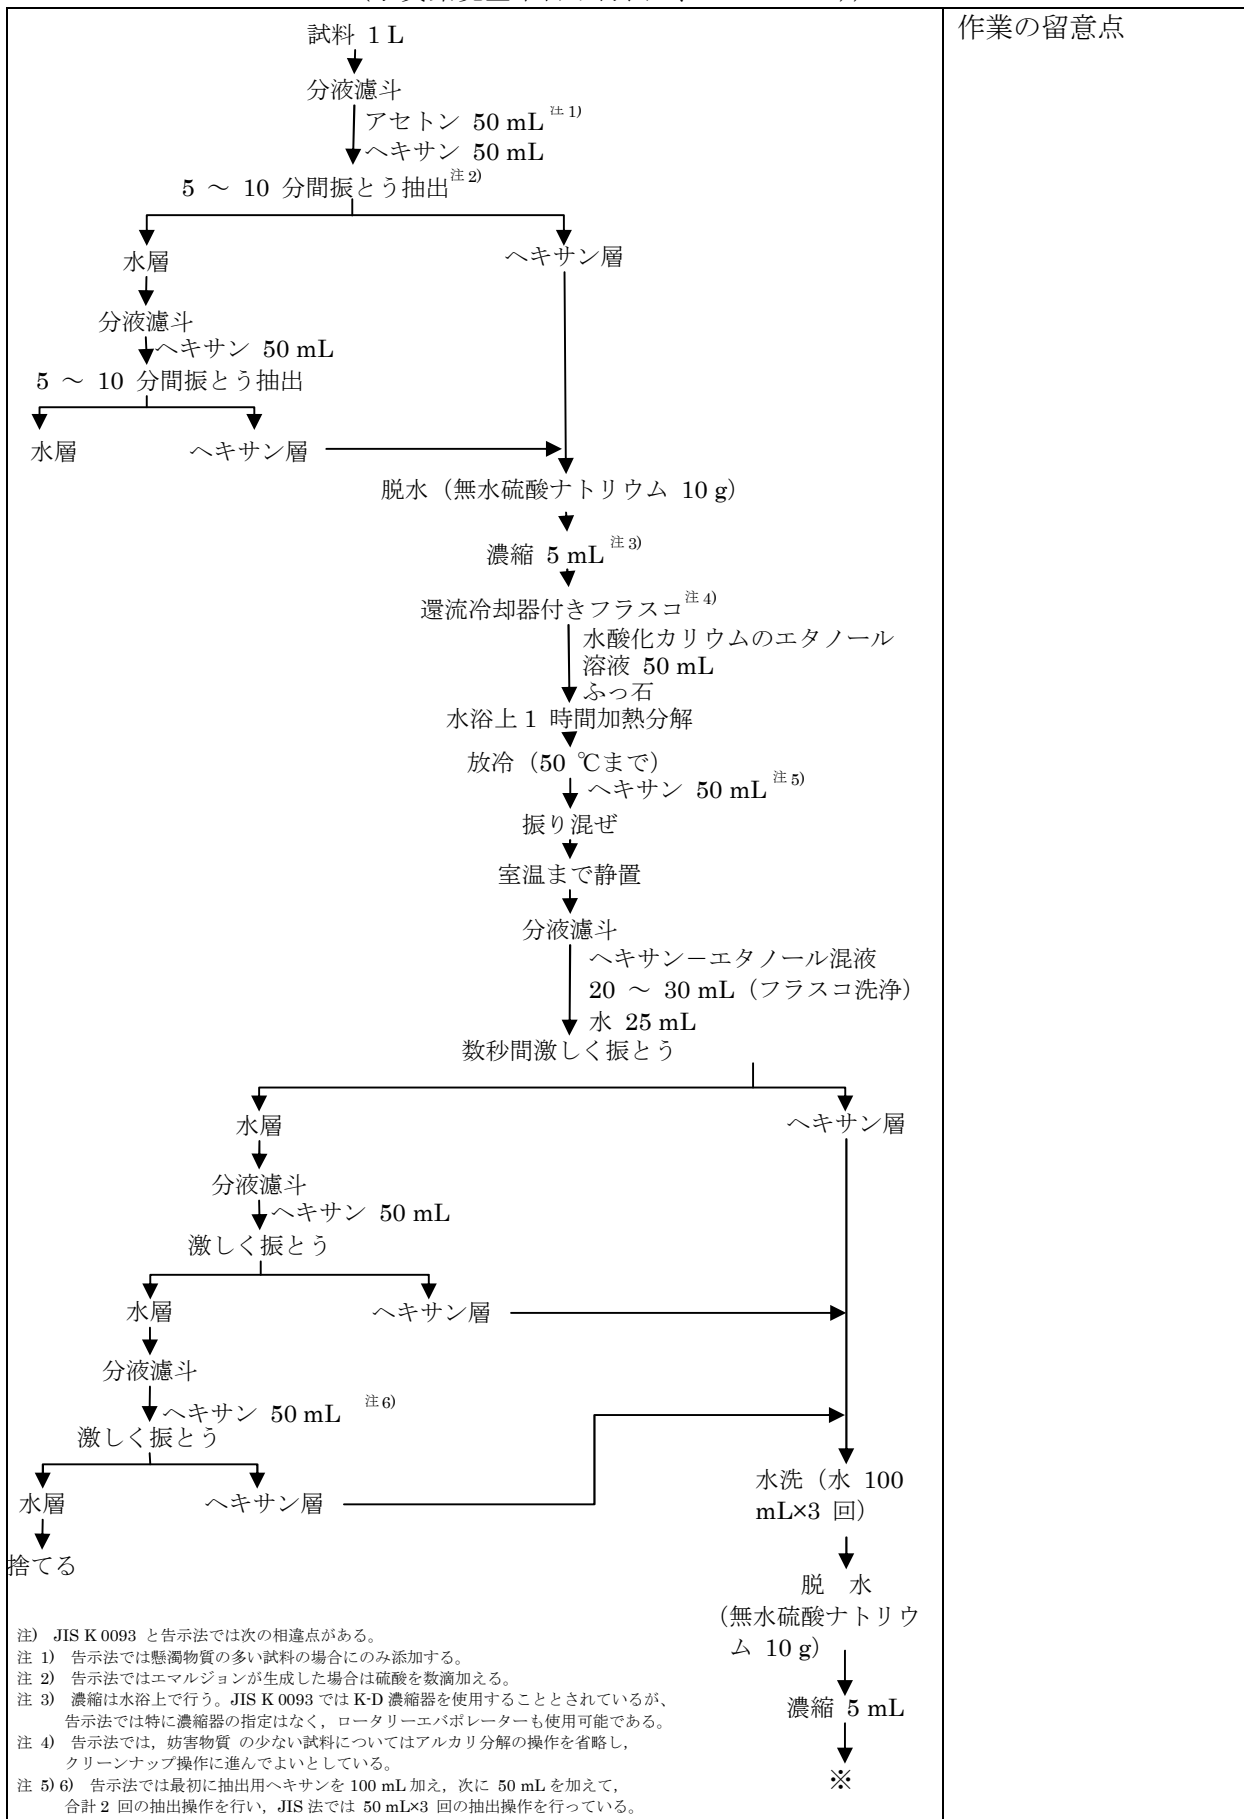 作業の留意点
試料 1 L
分液濾斗
アセトン 50 mL 注1)
ヘキサン 50 mL
5 ～ 10 分間振とう抽出注2)
水層
ヘキサン層
分液濾斗
ヘキサン 50 mL
5 ～ 10 分間振とう抽出
水層
ヘキサン層
脱水（無水硫酸ナトリウム 10 g）
濃縮 5 mL 注3)
還流冷却器付きフラスコ注4)
水酸化カリウムのエタノール
溶液 50 mL
ふっ石
水浴上1 時間加熱分解
放冷（50 ℃まで）
ヘキサン 50 mL 注5)
振り混ぜ
室温まで静置
分液濾斗
ヘキサン－エタノール混液
20 ～ 30 mL（フラスコ洗浄）
水 25 mL
数秒間激しく振とう
水層
ヘキサン層
分液濾斗
ヘキサン 50 mL
激しく振とう
水層
ヘキサン層
分液濾斗
ヘキサン 50 mL 注6)
激しく振とう
水層
ヘキサン層
捨てる
水洗（水 100
mL×3 回）
脱 水
（無水硫酸ナトリウ
ム 10 g）
濃縮 5 mL
※
注） JIS K 0093 と告示法では次の相違点がある。
注 1) 告示法では懸濁物質の多い試料の場合にのみ添加する。
注 2) 告示法ではエマルジョンが生成した場合は硫酸を数滴加える。
注 3) 濃縮は水浴上で行う。JIS K 0093 では K-D 濃縮器を使用することとされているが、
告示法では特に濃縮器の指定はなく，ロータリーエバポレーターも使用可能である。
注 4) 告示法では，妨害物質 の少ない試料についてはアルカリ分解の操作を省略し，
クリーンナップ操作に進んでよいとしている。
注 5) 6) 告示法では最初に抽出用ヘキサンを 100 mL 加え，次に 50 mL を加えて，
合計 2 回の抽出操作を行い，JIS 法では 50 mL×3 回の抽出操作を行っている。